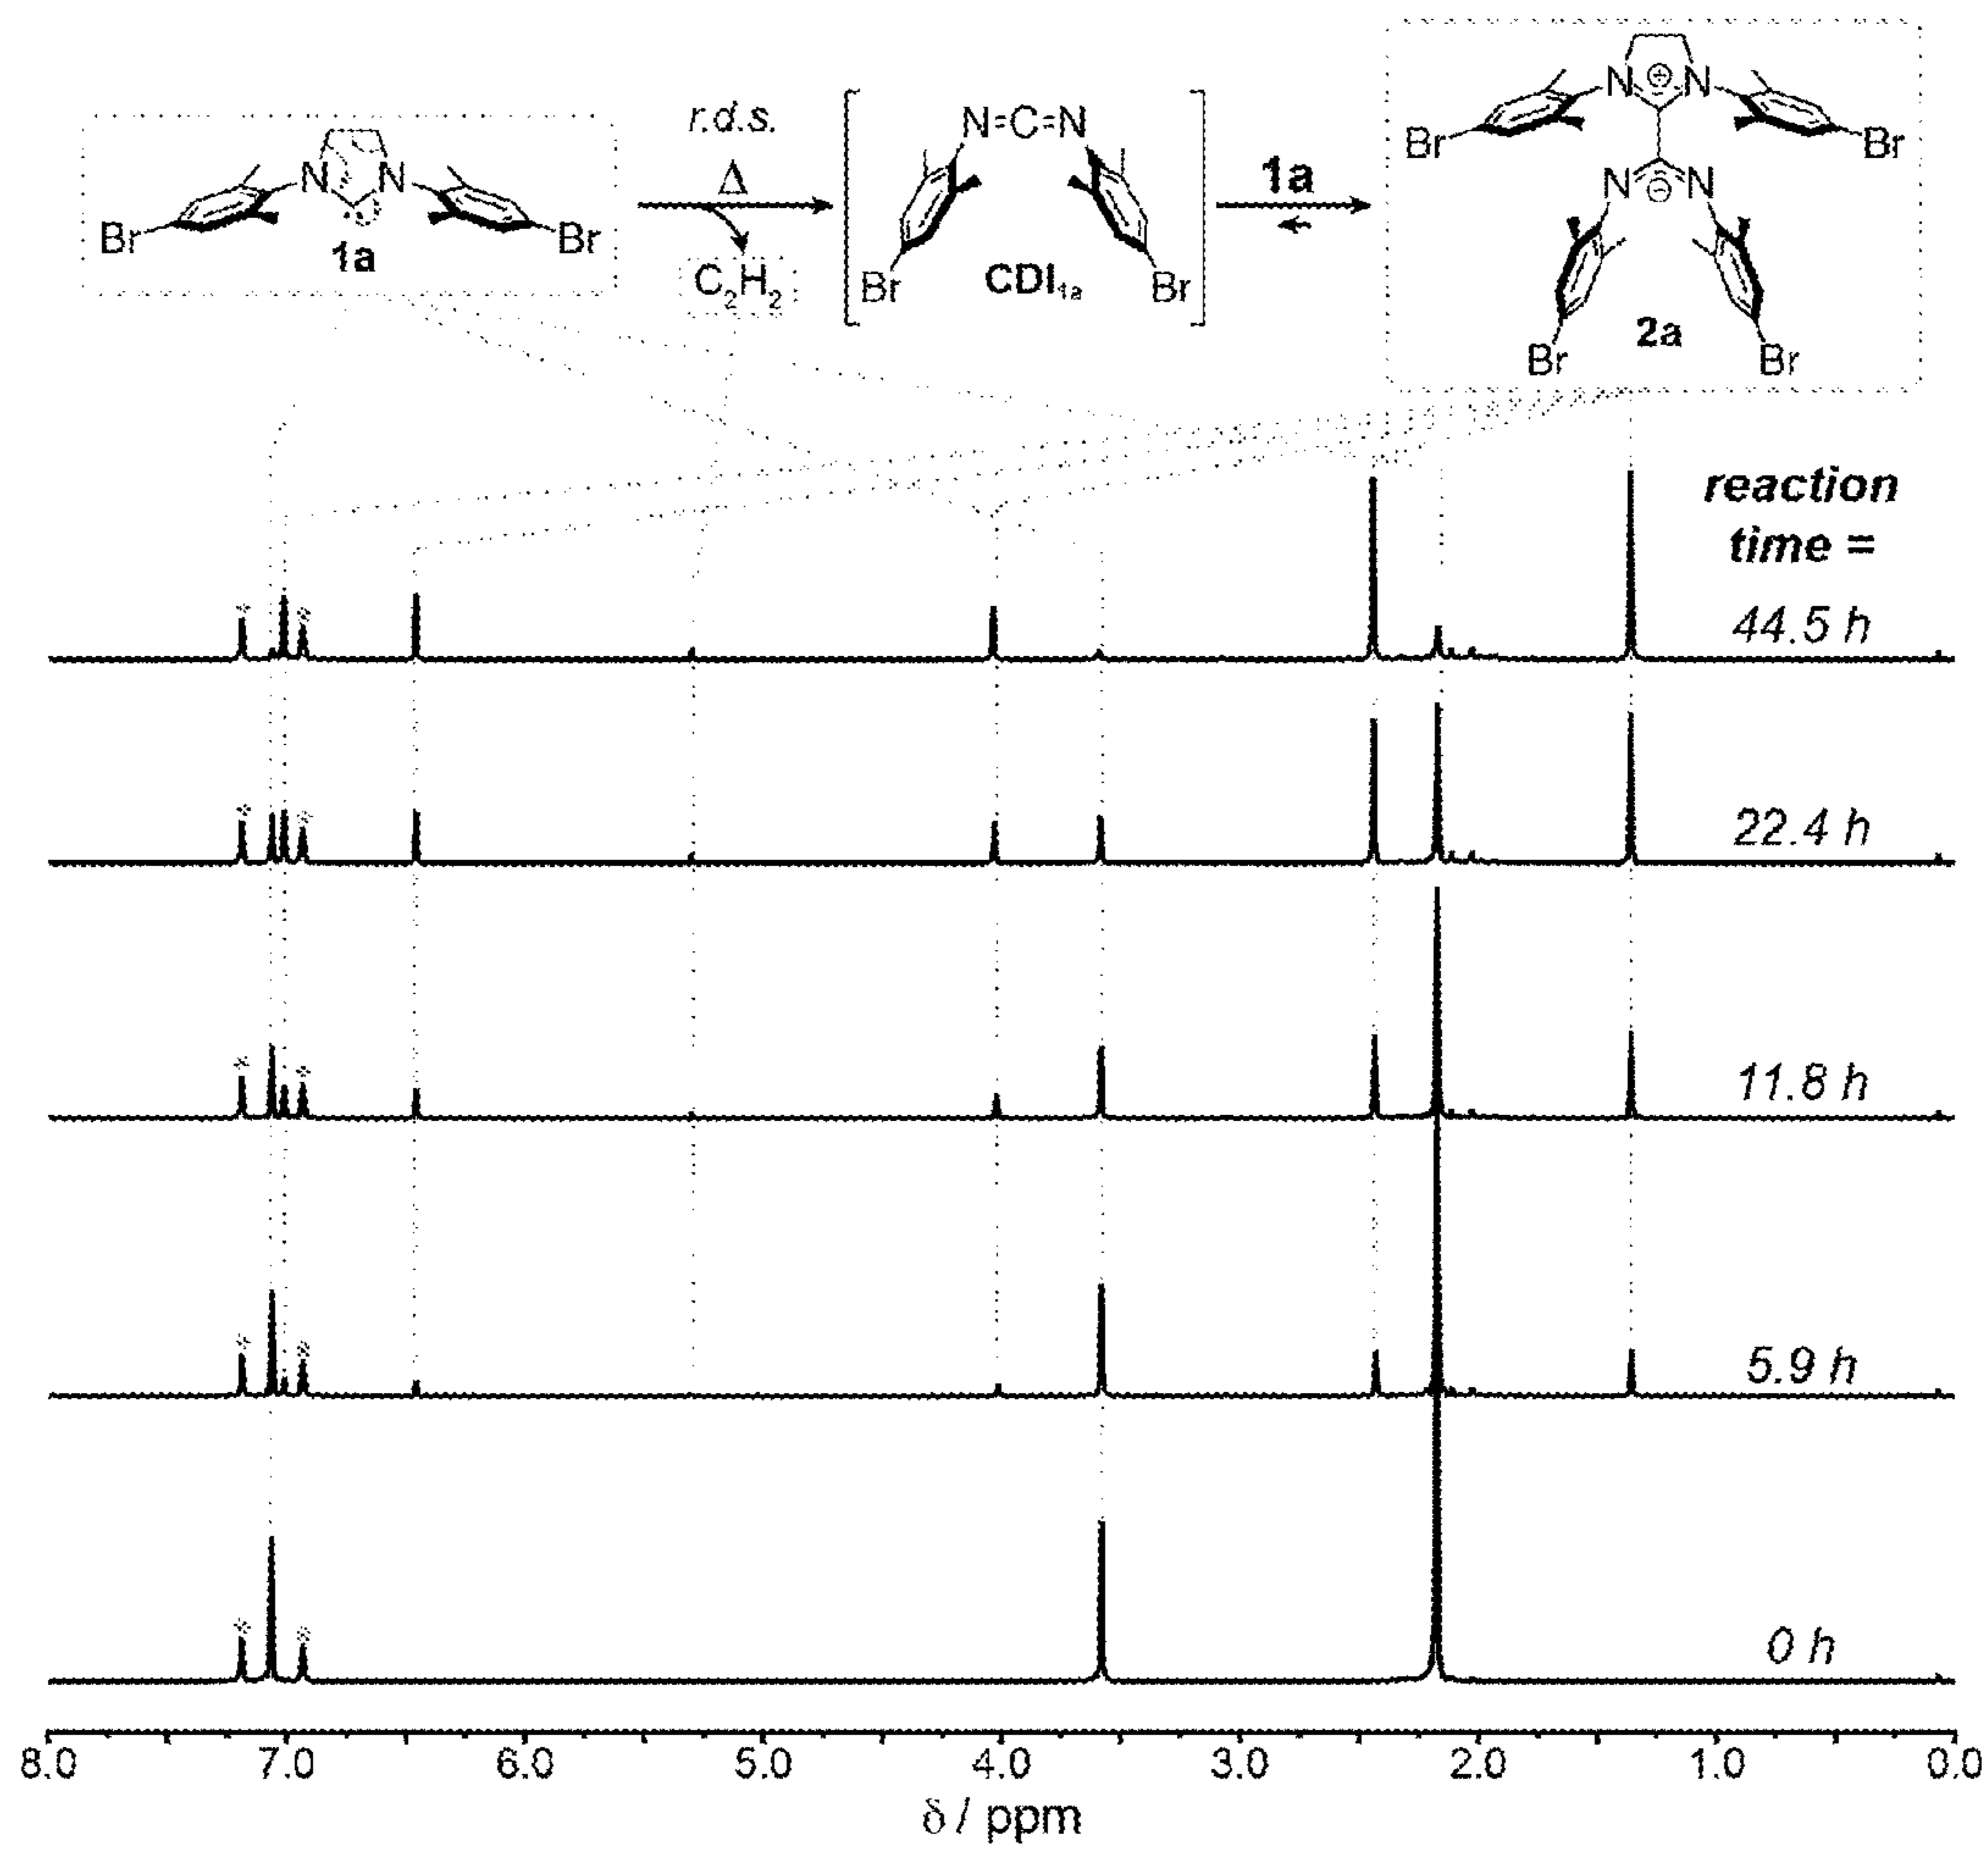 r.d.s.
Δ
C₂H₂
N
N
Br
Br
1a
N=C=N
Br
Br
CDI₁ₐ
1a
N
⊕
N
Br
Br
N
⊖
N
Br
Br
2a
reaction
time =
*
*
44.5 h
*
*
22.4 h
*
*
11.8 h
*
*
5.9 h
*
*
0 h
8.0
7.0
6.0
5.0
4.0
3.0
2.0
1.0
0.0
δ / ppm